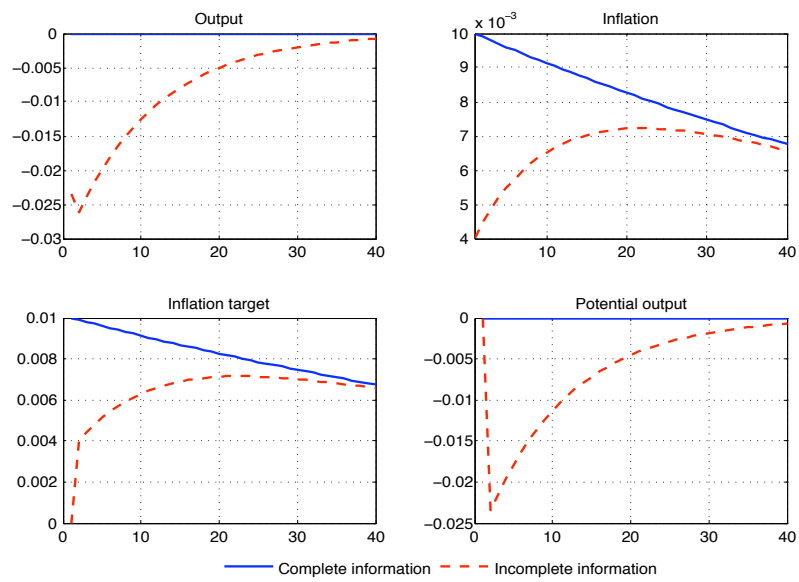 Output
0
−0.005
−0.01
−0.015
−0.02
−0.025
−0.03
0 10 20 30 40
Inflation
x 10⁻³
10
9
8
7
6
5
4
10 20 30 40
Inflation target
0.01
0.008
0.006
0.004
0.002
0
0 10 20 30 40
Potential output
0
−0.005
−0.01
−0.015
−0.02
−0.025
0 10 20 30 40
Complete information Incomplete information